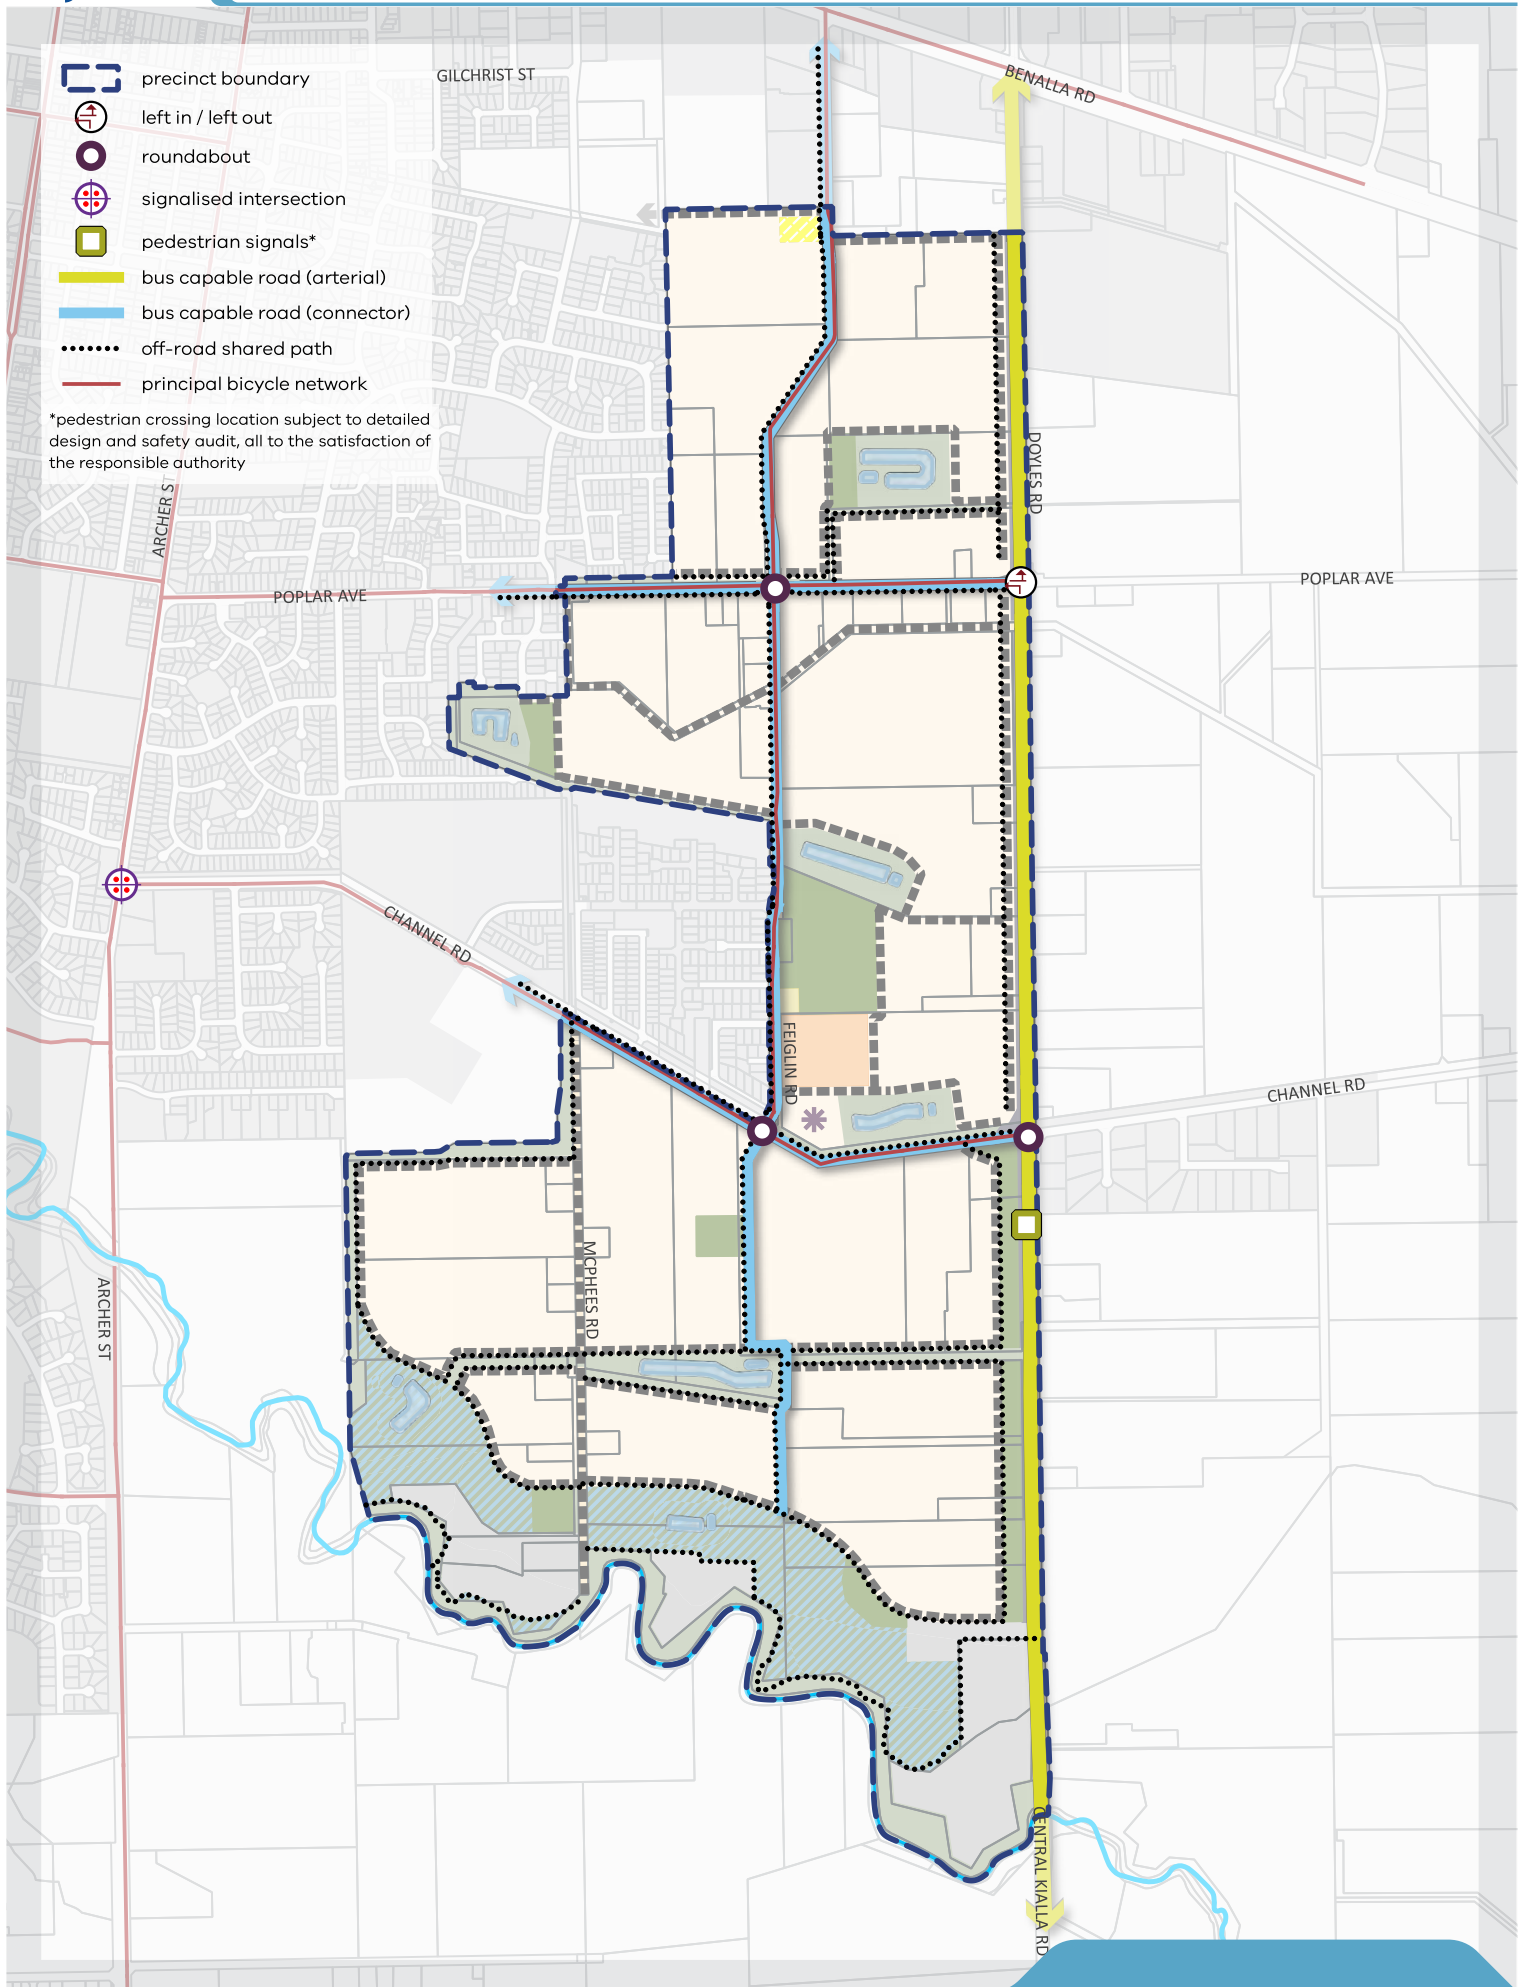 GILCHRIST ST
BENALLA RD
precinct boundary
left in / left out
roundabout
signalised intersection
pedestrian signals*
bus capable road (arterial)
bus capable road (connector)
off-road shared path
principal bicycle network
*pedestrian crossing location subject to detailed
design and safety audit, all to the satisfaction of
the responsible authority
ARCHER ST
DOYLES RD
POPLAR AVE
POPLAR AVE
CHANNEL RD
FEIGLIN RD
CHANNEL RD
MCPHEES RD
ARCHER ST
CENTRAL KIALLA RD